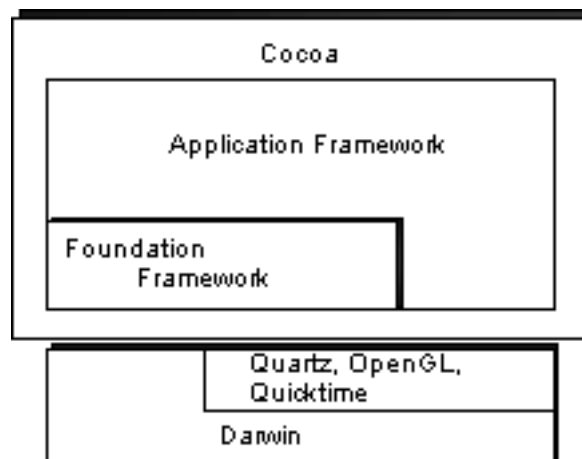 Cocoa
Application Framework
Foundation
Framework
Quartz, OpenGL,
Quicktime
Darwin